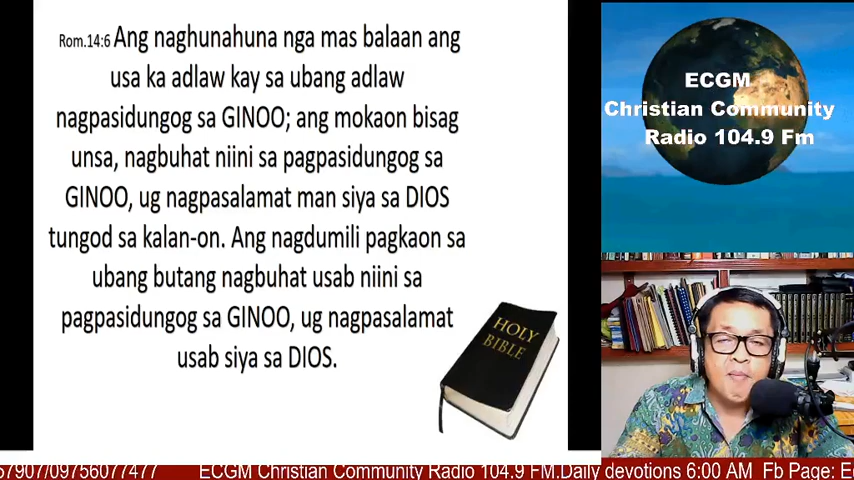 Rom.14:6 Ang naghunahuna nga mas balaan ang
usa ka adlaw kay sa ubang adlaw
nagpasidungog sa GINOO; ang mokaon bisag
unsa, nagbuhat niini sa pagpasidungog sa
GINOO, ug nagpasalamat man siya sa DIOS
tungod sa kalan-on. Ang nagdumili pagkaon sa
ubang butang nagbuhat usab niini sa
pagpasidungog sa GINOO, ug nagpasalamat
usab siya sa DIOS.
HOLY
BIBLE
ECGM
Christian Community
Radio 104.9 Fm
57907/09756077477 ECGM Christian Community Radio 104.9 FM.Daily devotions 6:00 AM Fb Page: EC